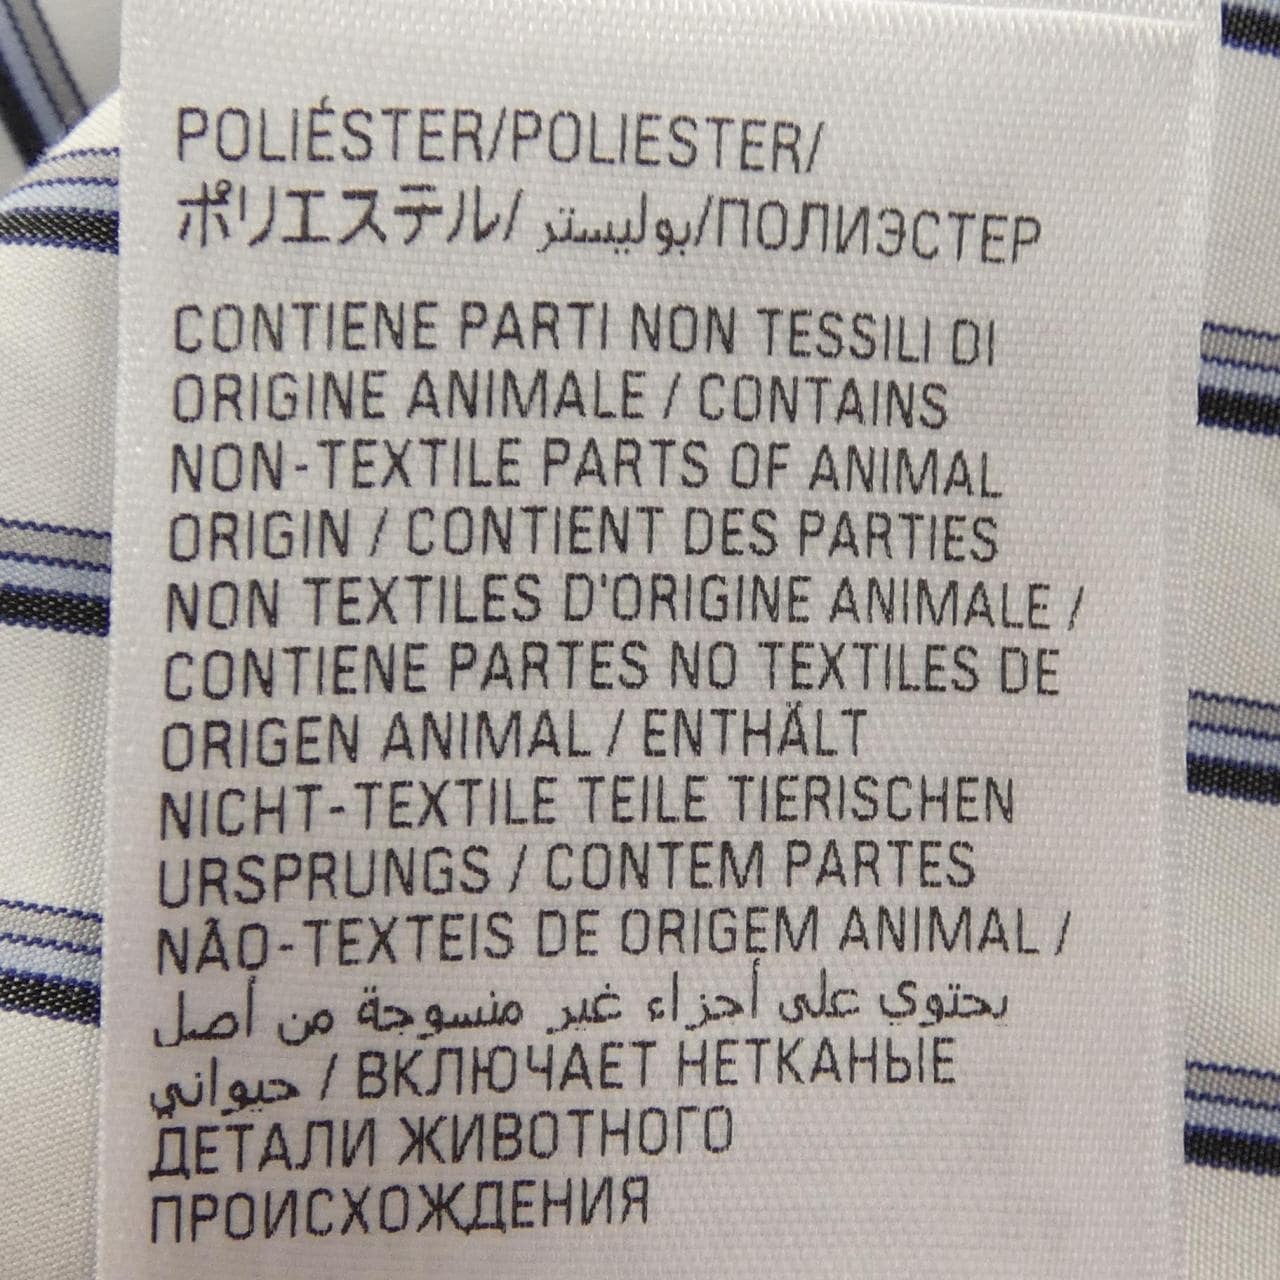 POLIÉSTER/POLIESTER/
ポリエステル/بوليستر/ПОЛИЭСТЕР
CONTIENE PARTI NON TESSILI DI
ORIGINE ANIMALE / CONTAINS
NON-TEXTILE PARTS OF ANIMAL
ORIGIN / CONTIENT DES PARTIES
NON TEXTILES D'ORIGINE ANIMALE /
CONTIENE PARTES NO TEXTILES DE
ORIGEN ANIMAL / ENTHÄLT
NICHT-TEXTILE TEILE TIERISCHEN
URSPRUNGS / CONTEM PARTES
NÃO-TEXTEIS DE ORIGEM ANIMAL /
يحتوي على أجزاء غير منسوجة من أصل
حيواني / ВКЛЮЧАЕТ НЕТКАНЫЕ
ДЕТАЛИ ЖИВОТНОГО
ПРОИСХОЖДЕНИЯ